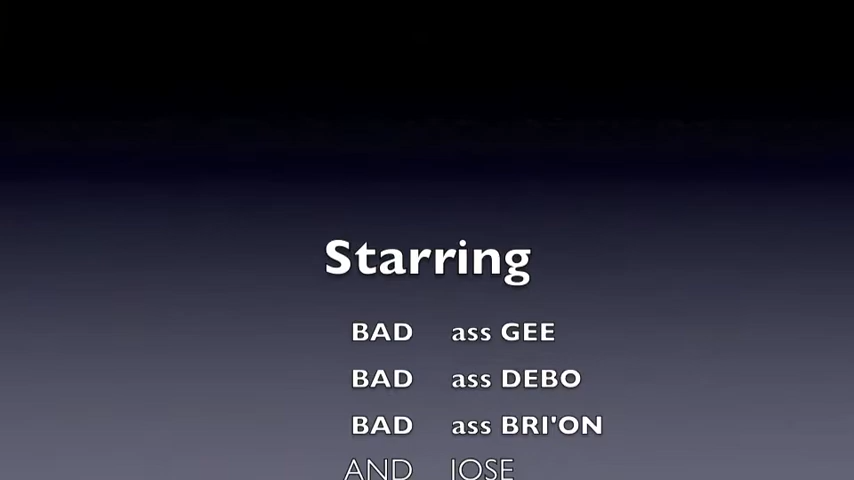 Starring
BAD ass GEE
BAD ass DEBO
BAD ass BRI'ON
AND JOSE